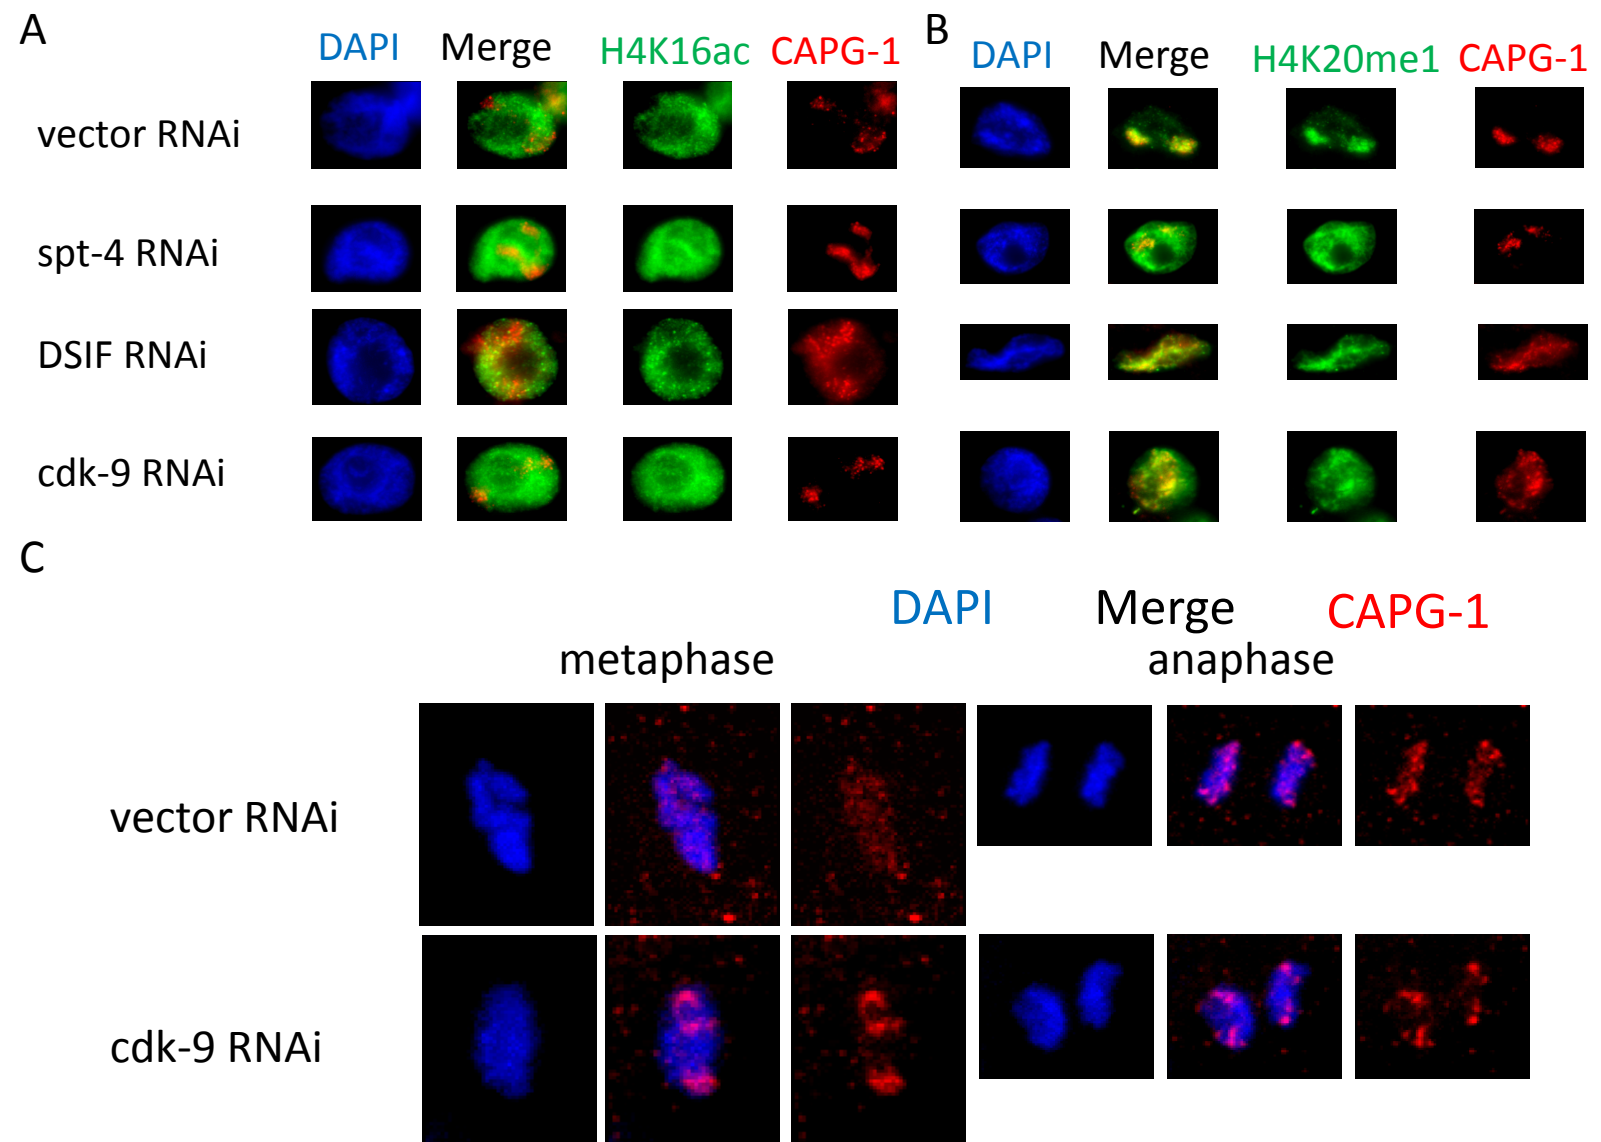 A
DAPI Merge H4K16ac CAPG-1
vector RNAi
spt-4 RNAi
DSIF RNAi
cdk-9 RNAi
B
DAPI Merge H4K20me1 CAPG-1
C
DAPI Merge CAPG-1
metaphase anaphase
vector RNAi
cdk-9 RNAi